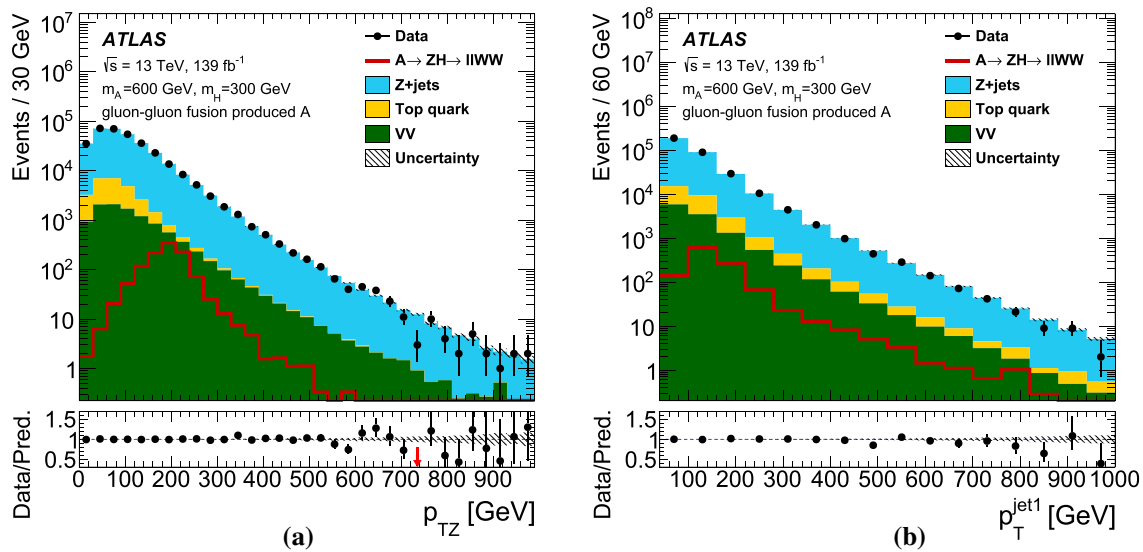 Events / 30 GeV
10⁷
10⁶
10⁵
10⁴
10³
10²
10
1
ATLAS
√s = 13 TeV, 139 fb⁻¹
m_A=600 GeV, m_H=300 GeV
gluon-gluon fusion produced A
Data
A→ ZH→ llWW
Z+jets
Top quark
VV
Uncertainty
Data/Pred.
1.5
1
0.5
0 100 200 300 400 500 600 700 800 900
p_TZ [GeV]
(a)
Events / 60 GeV
10⁸
10⁷
10⁶
10⁵
10⁴
10³
10²
10
1
ATLAS
√s = 13 TeV, 139 fb⁻¹
m_A=600 GeV, m_H=300 GeV
gluon-gluon fusion produced A
Data
A→ ZH→ llWW
Z+jets
Top quark
VV
Uncertainty
Data/Pred.
1.5
1
0.5
100 200 300 400 500 600 700 800 900 1000
p_T^jet1 [GeV]
(b)